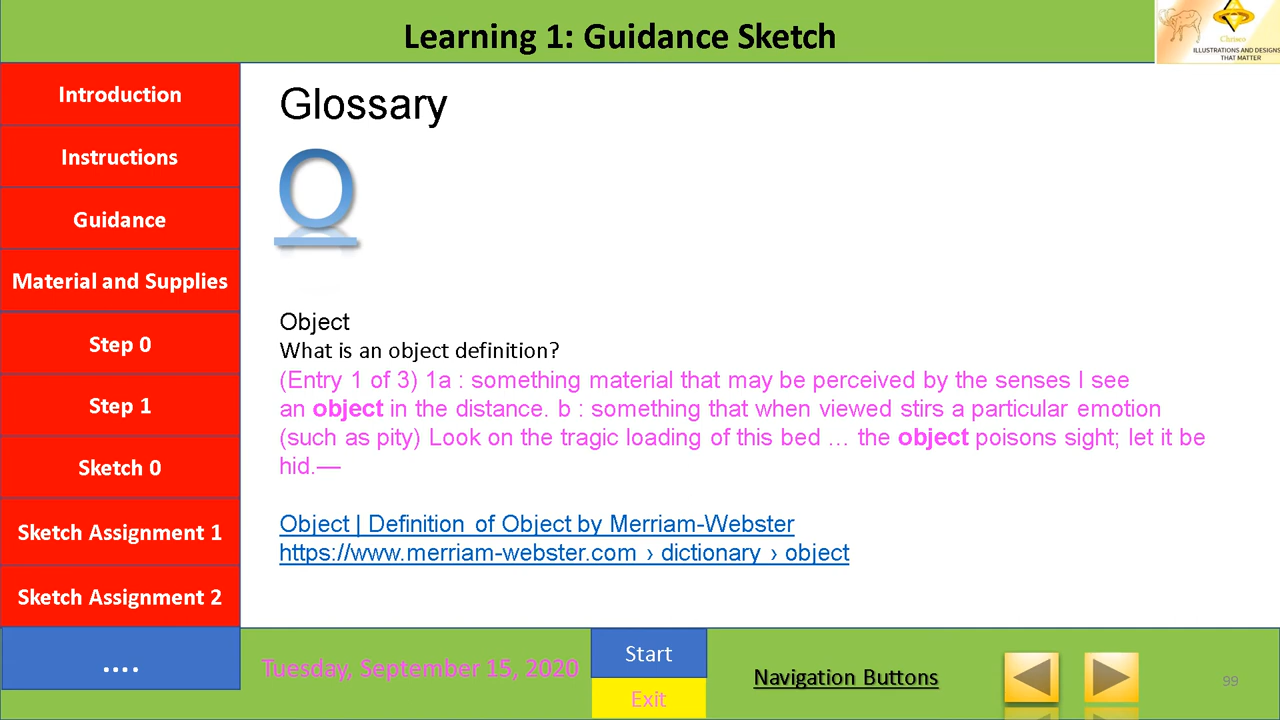 Learning 1: Guidance Sketch
Chrisco
ILLUSTRATIONS AND DESIGNS
THAT MATTER
Introduction
Instructions
Guidance
Material and Supplies
Step 0
Step 1
Sketch 0
Sketch Assignment 1
Sketch Assignment 2
....
Glossary
O
Object
What is an object definition?
(Entry 1 of 3) 1a : something material that may be perceived by the senses I see
an object in the distance. b : something that when viewed stirs a particular emotion
(such as pity) Look on the tragic loading of this bed … the object poisons sight; let it be
hid.—
Object | Definition of Object by Merriam-Webster
https://www.merriam-webster.com › dictionary › object
Tuesday, September 15, 2020
Start
Exit
Navigation Buttons
99